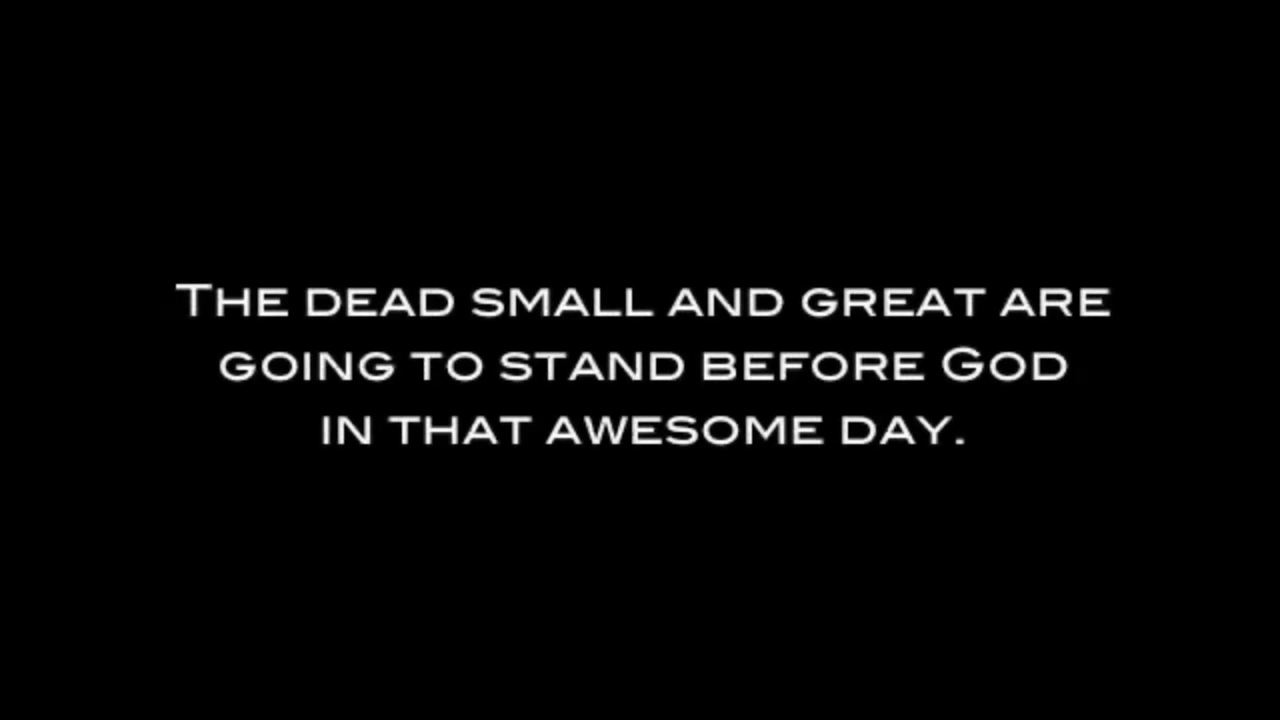 The dead small and great are
going to stand before God
in that awesome day.